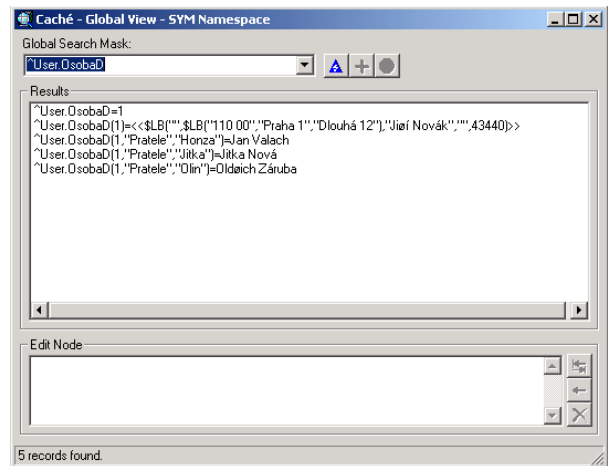 Caché - Global View - SYM Namespace
Global Search Mask:
^User.OsobaD
Results
^User.OsobaD=1
^User.OsobaD(1)=<<$LB("",$LB("110 00","Praha 1","Dlouhá 12"),"Jiøí Novák","",43440)>>
^User.OsobaD(1,"Pratele","Honza")=Jan Valach
^User.OsobaD(1,"Pratele","Jitka")=Jitka Nová
^User.OsobaD(1,"Pratele","Olin")=Oldøich Záruba
Edit Node
5 records found.